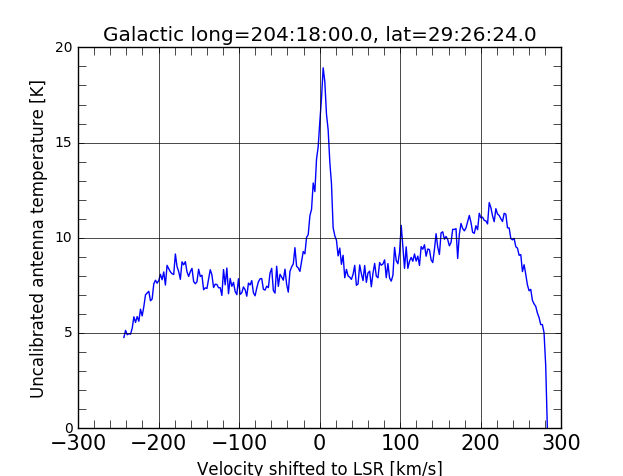 Galactic long=204:18:00.0, lat=29:26:24.0
Uncalibrated antenna temperature [K]
20
15
10
5
0
−300 −200 −100 0 100 200 300
Velocity shifted to LSR [km/s]